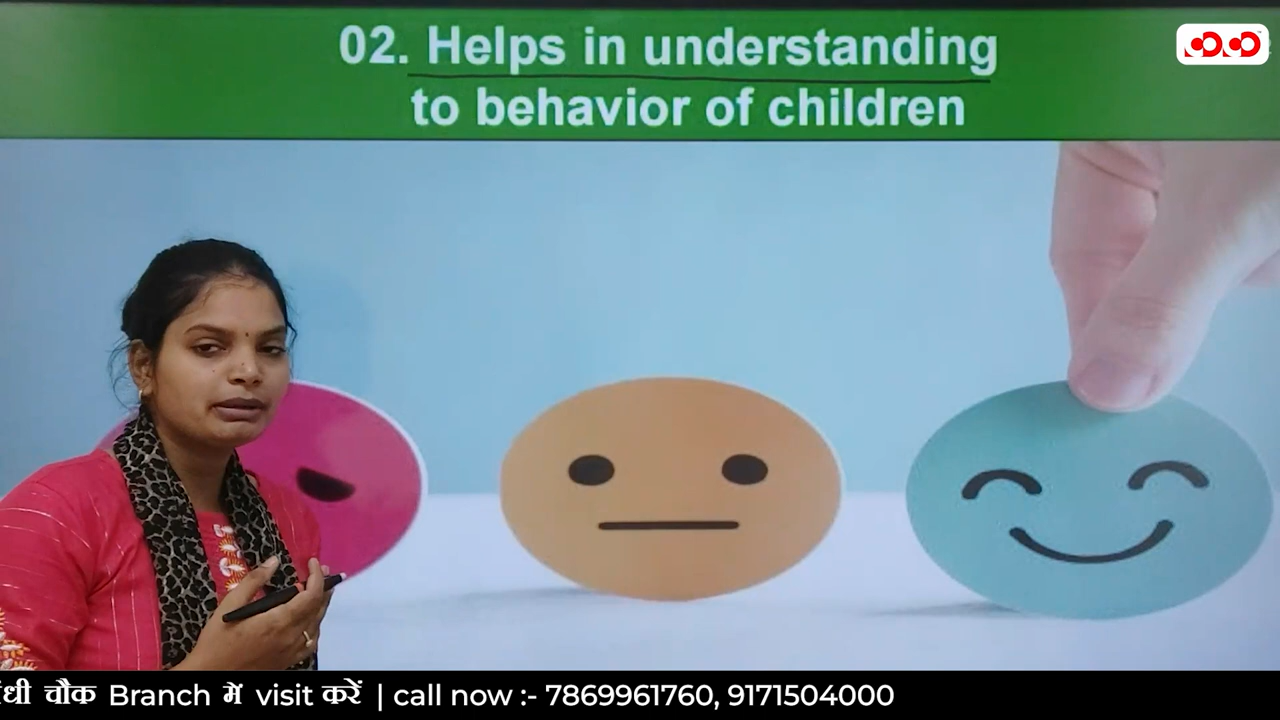 02. Helps in understanding
to behavior of children
चौक Branch में visit करें | call now :- 7869961760, 9171504000